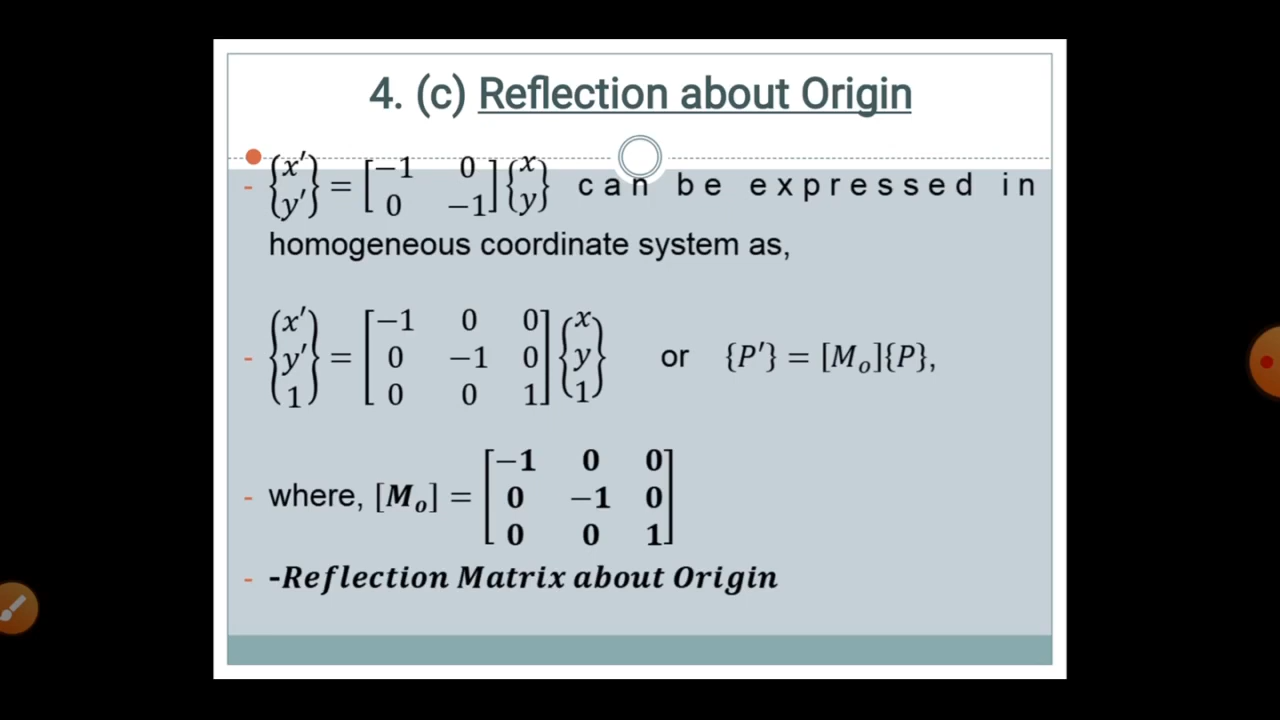 4. (c) Reflection about Origin
- {x′ y′} = [−1 0 0 −1]{x y} can be expressed in
homogeneous coordinate system as,
- {x′ y′ 1} = [−1 0 0 0 −1 0 0 0 1]{x y 1} or {P′} = [Mₒ]{P},
- where, [Mₒ] = [−1 0 0 0 −1 0 0 0 1]
- -Reflection Matrix about Origin